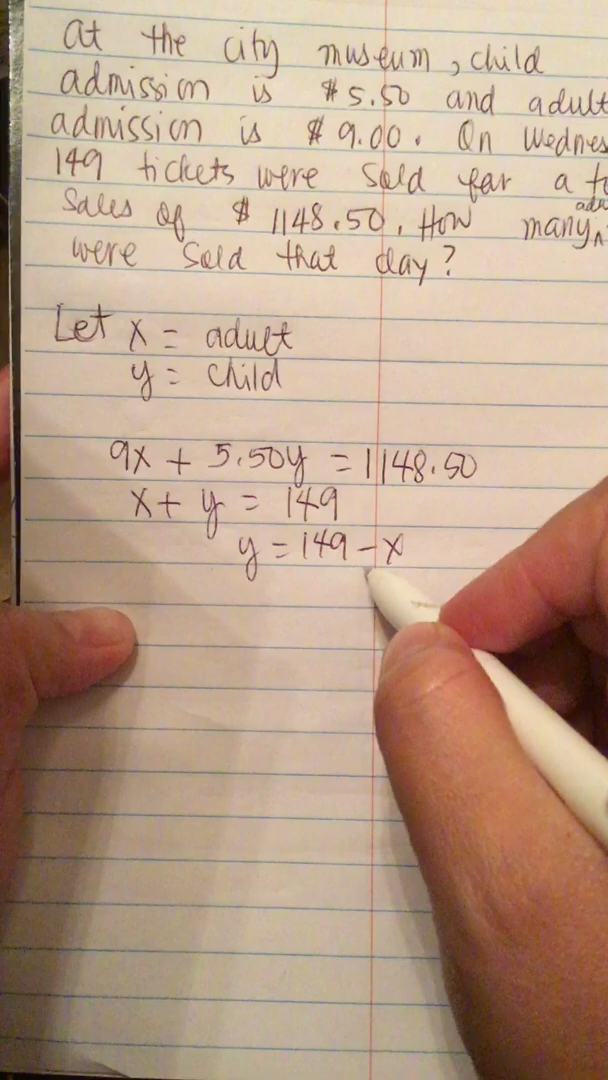 at the city museum, child
admission is $5.50 and adult
admission is $9.00. On Wednes
149 tickets were sold for a to
sales of $1148.50. How many adu
were sold that day?
Let x = adult
y = child
9x + 5.50y = 1148.50
x + y = 149
y = 149 - x